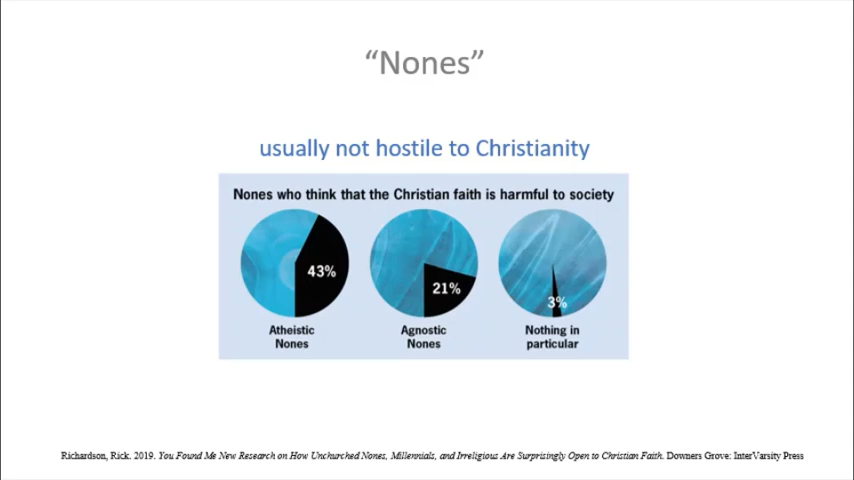 “Nones”
usually not hostile to Christianity
Nones who think that the Christian faith is harmful to society
43%
21%
3%
Atheistic
Nones
Agnostic
Nones
Nothing in
particular
Richardson, Rick. 2019. You Found Me New Research on How Unchurched Nones, Millennials, and Irreligious Are Surprisingly Open to Christian Faith. Downers Grove: InterVarsity Press